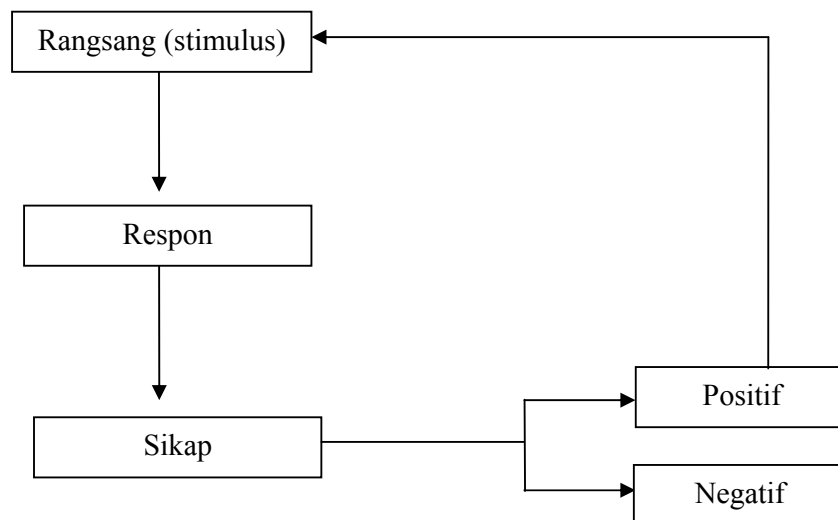 Rangsang (stimulus)
Respon
Sikap
Positif
Negatif